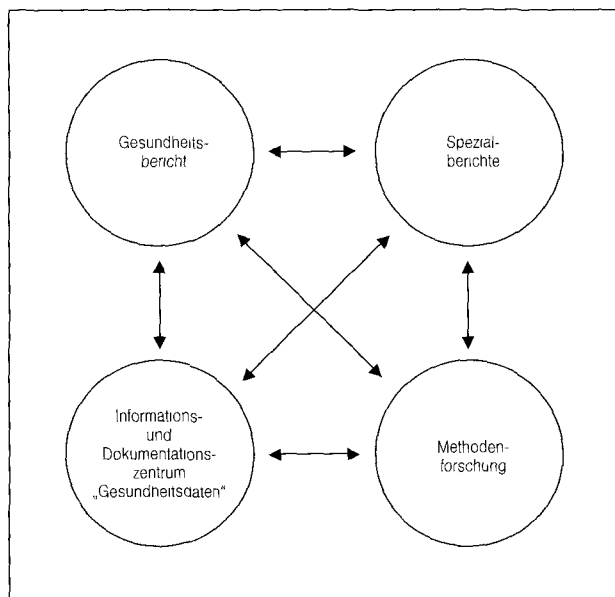 Gesundheits-
bericht
Spezial-
berichte
Informations-
und
Dokumentations-
zentrum
„Gesundheitsdaten“
Methoden-
forschung